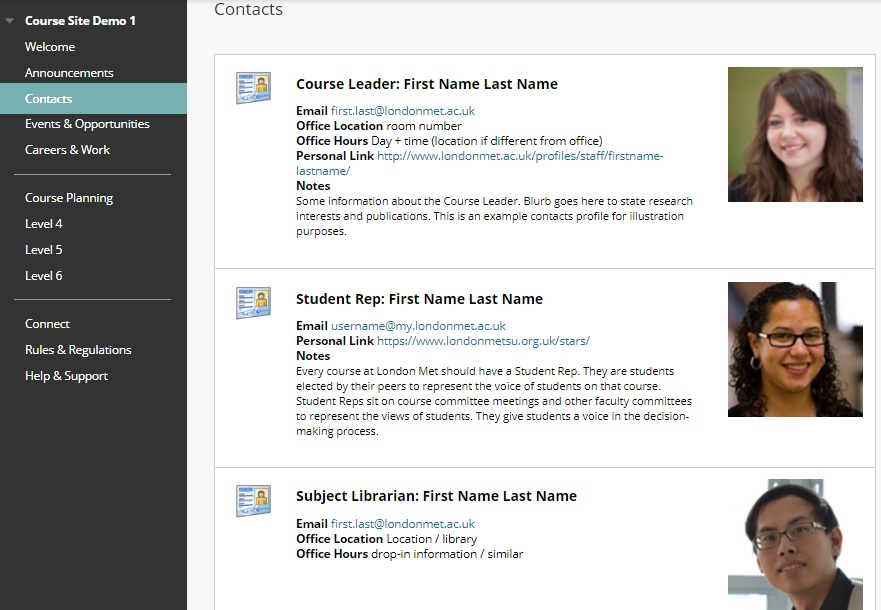 Course Site Demo 1
Welcome
Announcements
Contacts
Events & Opportunities
Careers & Work
Course Planning
Level 4
Level 5
Level 6
Connect
Rules & Regulations
Help & Support
Contacts
Course Leader: First Name Last Name
Email first.last@londonmet.ac.uk
Office Location room number
Office Hours Day + time (location if different from office)
Personal Link http://www.londonmet.ac.uk/profiles/staff/firstname-
lastname/
Notes
Some information about the Course Leader. Blurb goes here to state research
interests and publications. This is an example contacts profile for illustration
purposes.
Student Rep: First Name Last Name
Email username@my.londonmet.ac.uk
Personal Link https://www.londonmetsu.org.uk/stars/
Notes
Every course at London Met should have a Student Rep. They are students
elected by their peers to represent the voice of students on that course.
Student Reps sit on course committee meetings and other faculty committees
to represent the views of students. They give students a voice in the decision-
making process.
Subject Librarian: First Name Last Name
Email first.last@londonmet.ac.uk
Office Location Location / library
Office Hours drop-in information / similar